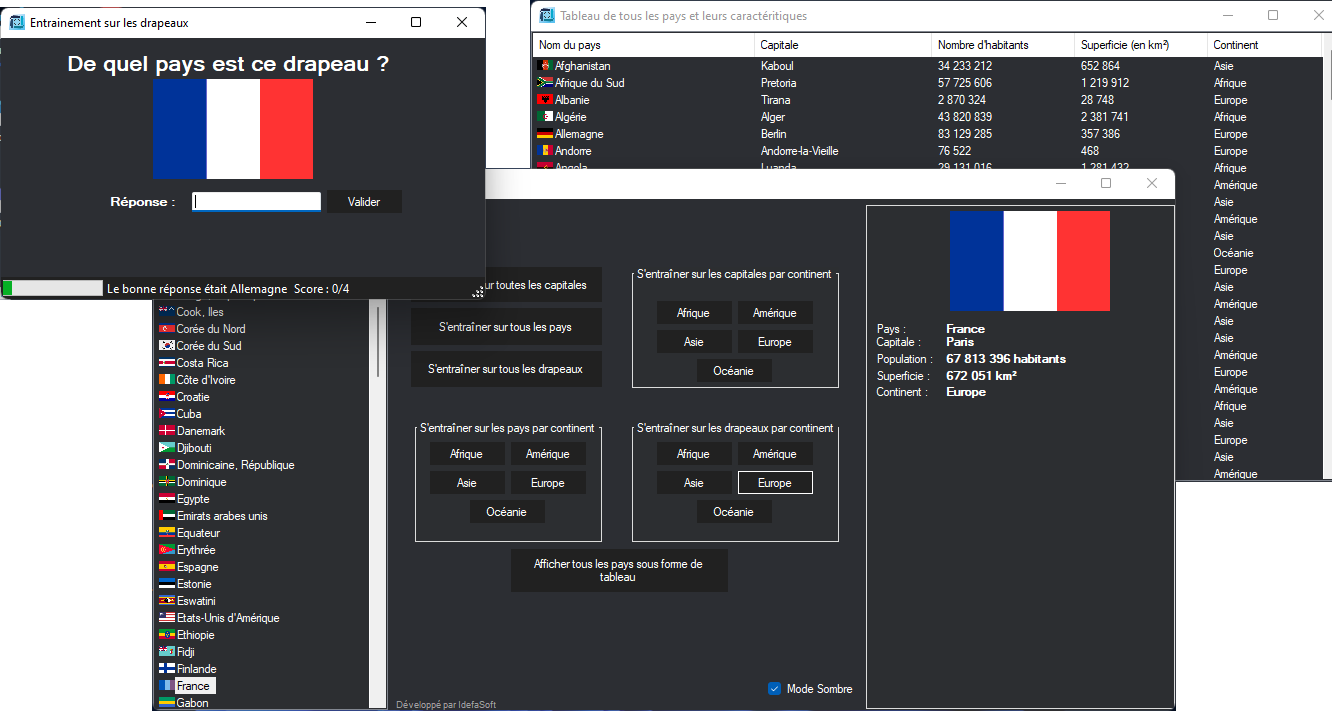 Entrainement sur les drapeaux
De quel pays est ce drapeau ?
Réponse :
Valider
Le bonne réponse était Allemagne Score : 0/4
Tableau de tous les pays et leurs caractéritiques
Nom du pays Capitale Nombre d'habitants Superficie (en km²) Continent
Afghanistan Kaboul 34 233 212 652 864 Asie
Afrique du Sud Pretoria 57 725 606 1 219 912 Afrique
Albanie Tirana 2 870 324 28 748 Europe
Algérie Alger 43 820 839 2 381 741 Afrique
Allemagne Berlin 83 129 285 357 386 Europe
Andorre Andorre-la-Vieille 76 522 468 Europe
Angola Luanda 29 131 016 1 281 432 Afrique
Amérique
Asie
Amérique
Asie
Océanie
Europe
Asie
Amérique
Asie
Asie
Amérique
Europe
Amérique
Afrique
Asie
Europe
Asie
Amérique
Cook, Iles
Corée du Nord
Corée du Sud
Costa Rica
Côte d'Ivoire
Croatie
Cuba
Danemark
Djibouti
Dominicaine, République
Dominique
Egypte
Emirats arabes unis
Equateur
Erythrée
Espagne
Estonie
Eswatini
Etats-Unis d'Amérique
Ethiopie
Fidji
Finlande
France
Gabon
ur toutes les capitales
S'entraîner sur tous les pays
S'entraîner sur tous les drapeaux
S'entraîner sur les capitales par continent
Afrique Amérique
Asie Europe
Océanie
S'entraîner sur les pays par continent
Afrique Amérique
Asie Europe
Océanie
S'entraîner sur les drapeaux par continent
Afrique Amérique
Asie Europe
Océanie
Afficher tous les pays sous forme de
tableau
Mode Sombre
Développé par IdefaSoft
Pays : France
Capitale : Paris
Population : 67 813 396 habitants
Superficie : 672 051 km²
Continent : Europe